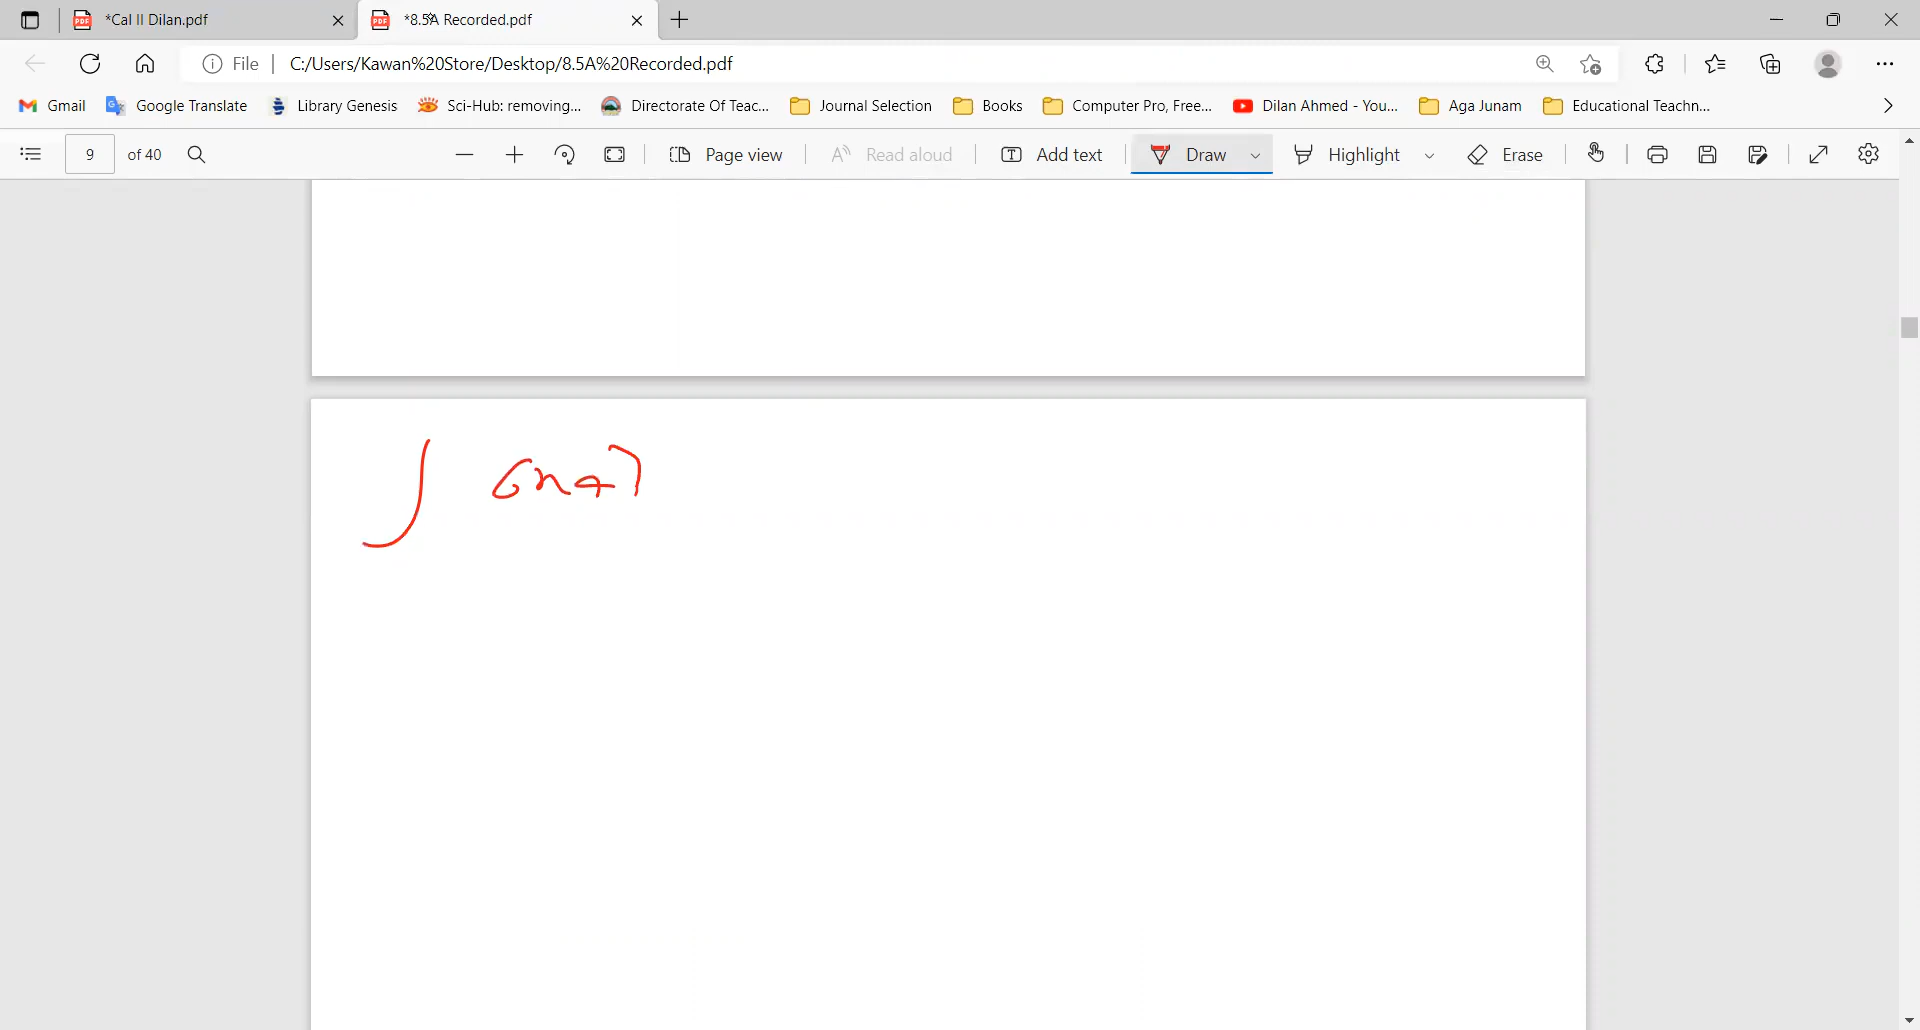 *Cal II Dilan.pdf
*8.5A Recorded.pdf
File
C:/Users/Kawan%20Store/Desktop/8.5A%20Recorded.pdf
Gmail
Google Translate
Library Genesis
Sci-Hub: removing...
Directorate Of Teac...
Journal Selection
Books
Computer Pro, Free...
Dilan Ahmed - You...
Aga Junam
Educational Teachn...
9 of 40
Page view
Read aloud
Add text
Draw
Highlight
Erase
∫ 6x+7